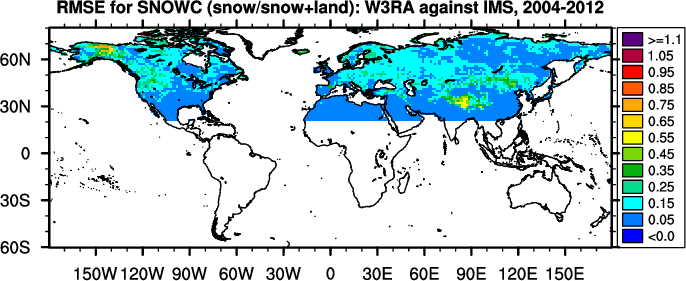 RMSE for SNOWC (snow/snow+land): W3RA against IMS, 2004-2012
60N
30N
0
30S
60S
150W 120W 90W 60W 30W 0 30E 60E 90E 120E 150E
>=1.1
1.05
0.95
0.85
0.75
0.65
0.55
0.45
0.35
0.25
0.15
0.05
<0.0